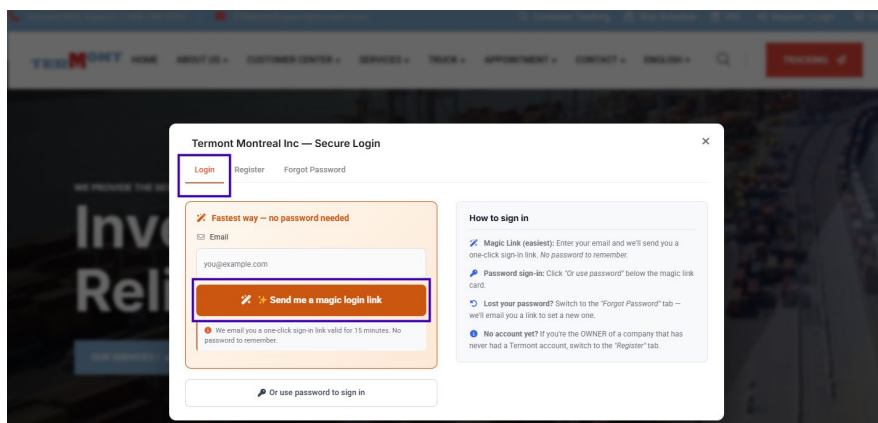 TERMONT HOME ABOUT US CUSTOMER CENTER SERVICES TRUCK APPOINTMENT CONTACT ENGLISH TRACKING
Termont Montreal Inc — Secure Login ×
Login Register Forgot Password
WE PROVIDE THE
Fastest way — no password needed
Email
you@example.com
✨ Send me a magic login link
We email you a one-click sign-in link valid for 15 minutes. No
password to remember.
Or use password to sign in
How to sign in
Magic Link (easiest): Enter your email and we'll send you a
one-click sign-in link. No password to remember.
Password sign-in: Click "Or use password" below the magic link
card.
Lost your password? Switch to the "Forgot Password" tab —
we'll email you a link to set a new one.
No account yet? If you're the OWNER of a company that has
never had a Termont account, switch to the "Register" tab.
Inv
Reli
OUR SERVICES